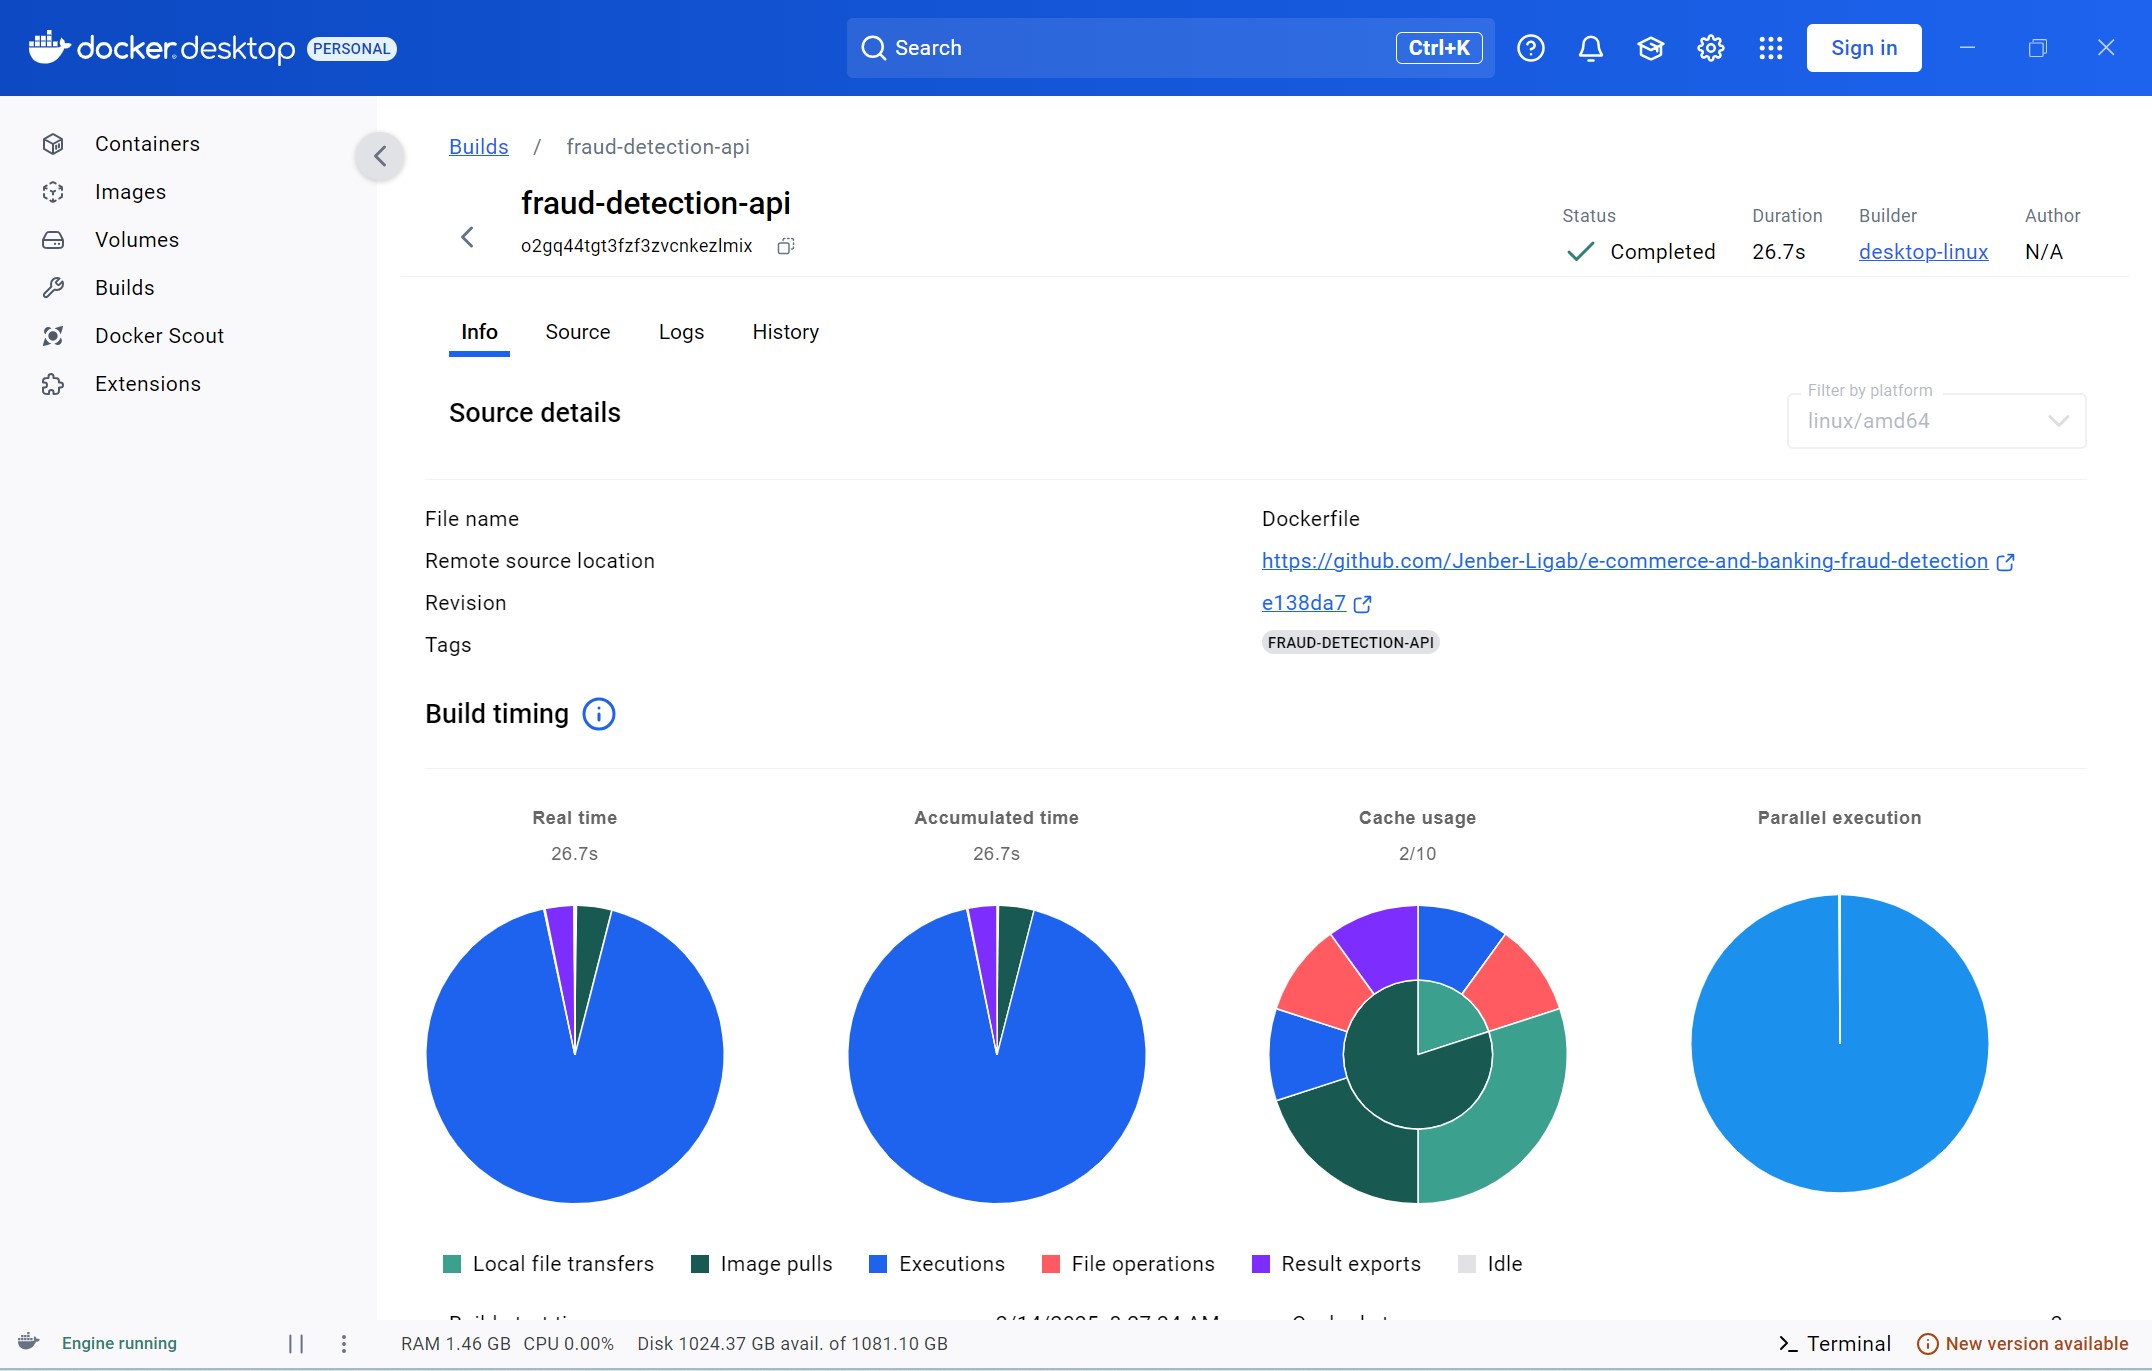 docker desktop PERSONAL
Search Ctrl+K
Sign in
Containers
Images
Volumes
Builds
Docker Scout
Extensions
Builds / fraud-detection-api
fraud-detection-api
o2gq44tgt3fzf3zvcnkezlmix
Status Duration Builder Author
Completed 26.7s desktop-linux N/A
Info Source Logs History
Source details
Filter by platform
linux/amd64
File name Dockerfile
Remote source location https://github.com/Jenber-Ligab/e-commerce-and-banking-fraud-detection
Revision e138da7
Tags FRAUD-DETECTION-API
Build timing
Real time Accumulated time Cache usage Parallel execution
26.7s 26.7s 2/10
Local file transfers Image pulls Executions File operations Result exports Idle
Engine running RAM 1.46 GB CPU 0.00% Disk 1024.37 GB avail. of 1081.10 GB Terminal New version available